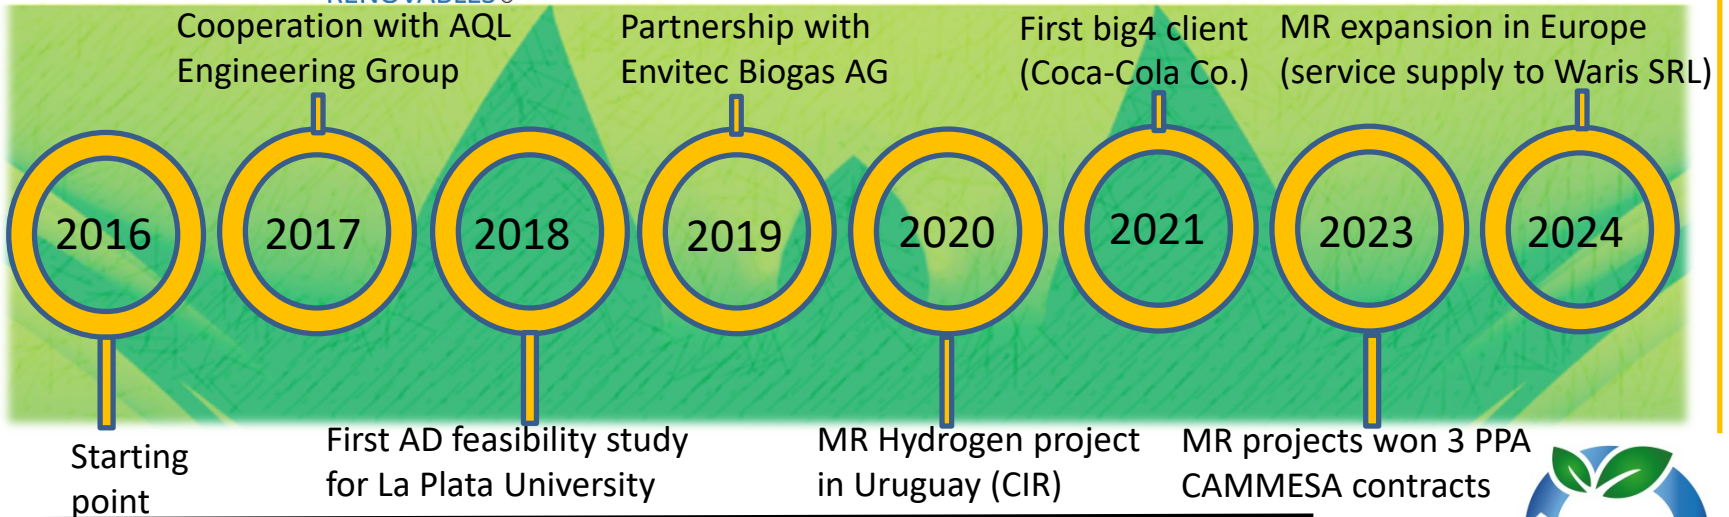 RENOVABLES®
Cooperation with AQL
Engineering Group
Partnership with
Envitec Biogas AG
First big4 client
(Coca-Cola Co.)
MR expansion in Europe
(service supply to Waris SRL)
2016
2017
2018
2019
2020
2021
2023
2024
Starting
point
First AD feasibility study
for La Plata University
MR Hydrogen project
in Uruguay (CIR)
MR projects won 3 PPA
CAMMESA contracts